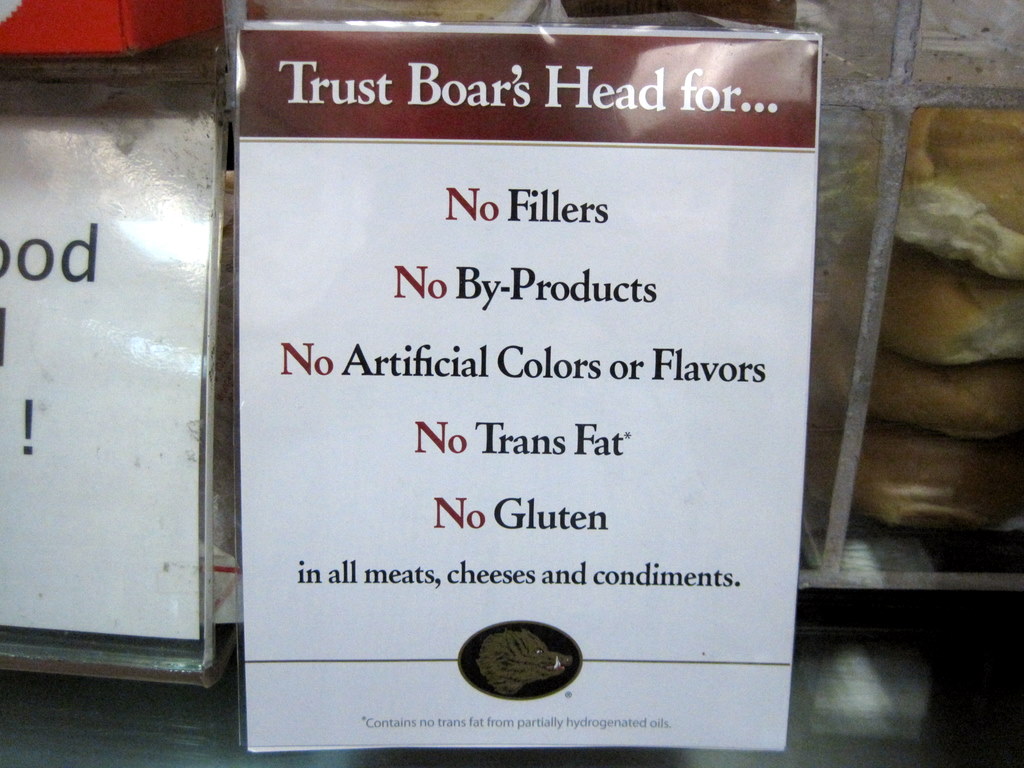 Trust Boar's Head for...
No Fillers
No By-Products
No Artificial Colors or Flavors
No Trans Fat*
No Gluten
in all meats, cheeses and condiments.
®
*Contains no trans fat from partially hydrogenated oils.
ood
!